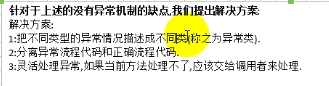 针对于上述的没有异常机制的缺点,我们提出解决方案:
解决方案:
1:把不同类型的异常情况描述成不同类(称之为异常类).
2:分离异常流程代码和正确流程代码.
3:灵活处理异常,如果当前方法处理不了,应该交给调用者来处理.